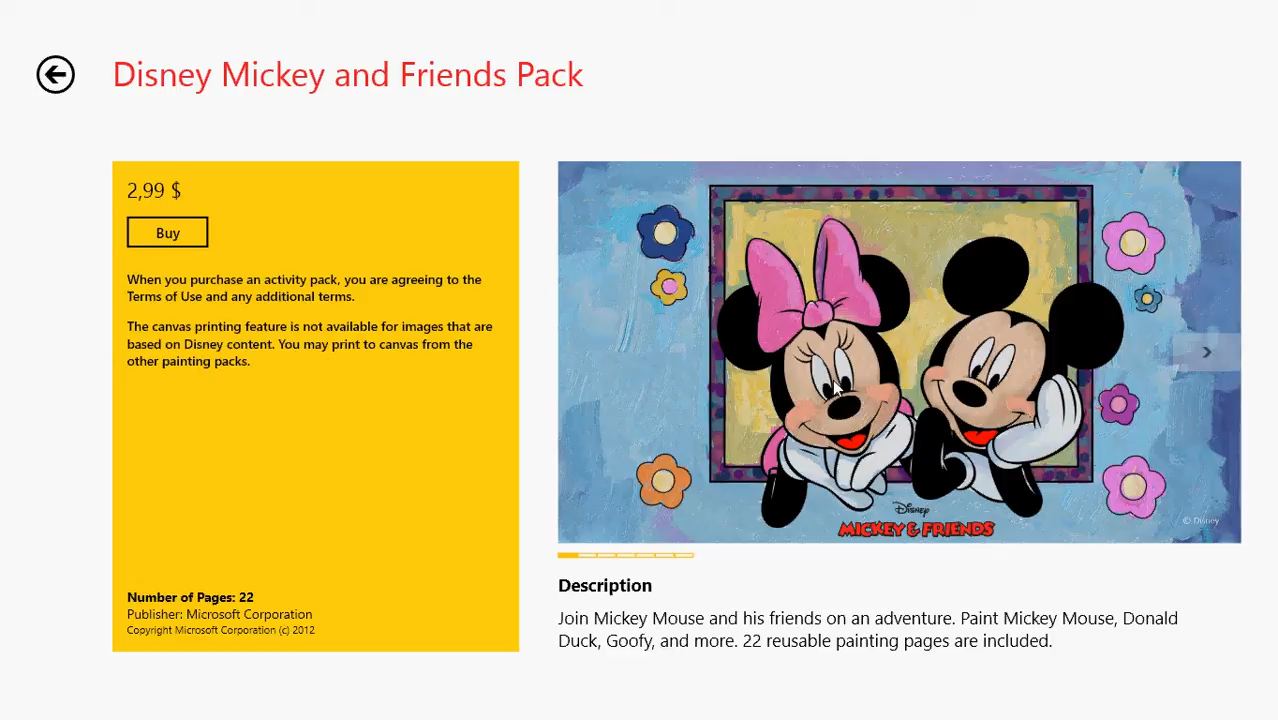 Disney Mickey and Friends Pack
2,99 $
Buy
When you purchase an activity pack, you are agreeing to the
Terms of Use and any additional terms.
The canvas printing feature is not available for images that are
based on Disney content. You may print to canvas from the
other painting packs.
Number of Pages: 22
Publisher: Microsoft Corporation
Copyright Microsoft Corporation (c) 2012
Disney
MICKEY & FRIENDS
© Disney
Description
Join Mickey Mouse and his friends on an adventure. Paint Mickey Mouse, Donald
Duck, Goofy, and more. 22 reusable painting pages are included.